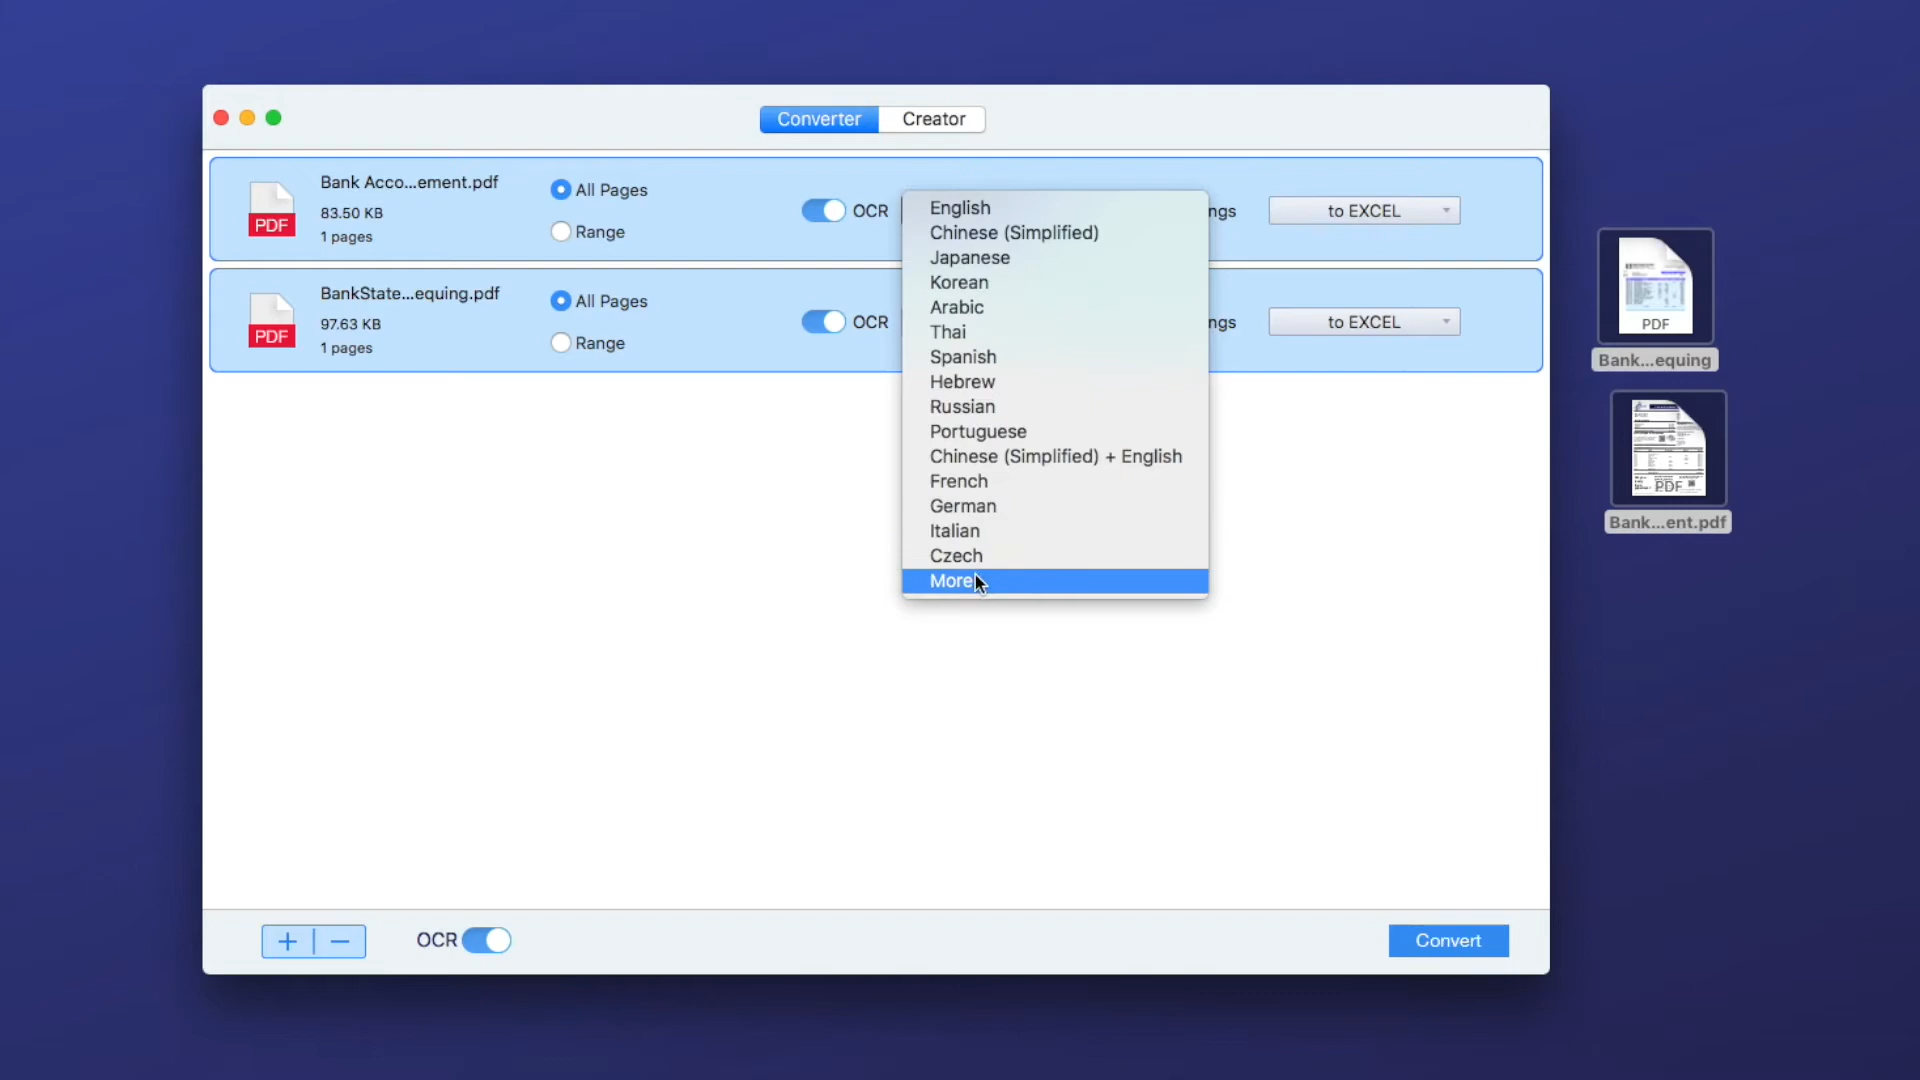 Converter
Creator
Bank Acco...ement.pdf
83.50 KB
1 pages
PDF
All Pages
Range
OCR
ngs
to EXCEL
BankState...equing.pdf
97.63 KB
1 pages
PDF
All Pages
Range
OCR
ngs
to EXCEL
English
Chinese (Simplified)
Japanese
Korean
Arabic
Thai
Spanish
Hebrew
Russian
Portuguese
Chinese (Simplified) + English
French
German
Italian
Czech
More
PDF
Bank...equing
PDF
Bank...ent.pdf
OCR
Convert